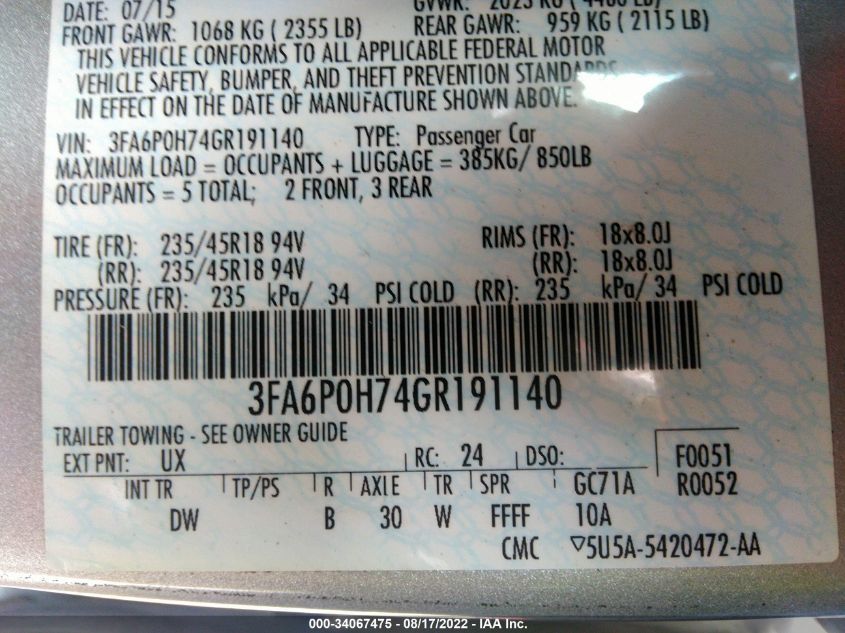 DATE: 07/15 GVWR: 2023 KG ( 4460 LB)
FRONT GAWR: 1068 KG ( 2355 LB) REAR GAWR: 959 KG ( 2115 LB)
THIS VEHICLE CONFORMS TO ALL APPLICABLE FEDERAL MOTOR
VEHICLE SAFETY, BUMPER, AND THEFT PREVENTION STANDARDS
IN EFFECT ON THE DATE OF MANUFACTURE SHOWN ABOVE.
VIN: 3FA6P0H74GR191140 TYPE: Passenger Car
MAXIMUM LOAD = OCCUPANTS + LUGGAGE = 385KG/ 850LB
OCCUPANTS = 5 TOTAL; 2 FRONT, 3 REAR
TIRE (FR): 235/45R18 94V RIMS (FR): 18x8.0J
(RR): 235/45R18 94V (RR): 18x8.0J
PRESSURE (FR): 235 kPa/ 34 PSI COLD (RR): 235 kPa/ 34 PSI COLD
3FA6P0H74GR191140
TRAILER TOWING - SEE OWNER GUIDE
EXT PNT: UX RC: 24 DSO: F0051
INT TR TP/PS R AXLE TR SPR GC71A R0052
DW B 30 W FFFF 10A
CMC ▽5U5A-5420472-AA
000-34067475 - 08/17/2022 - IAA Inc.